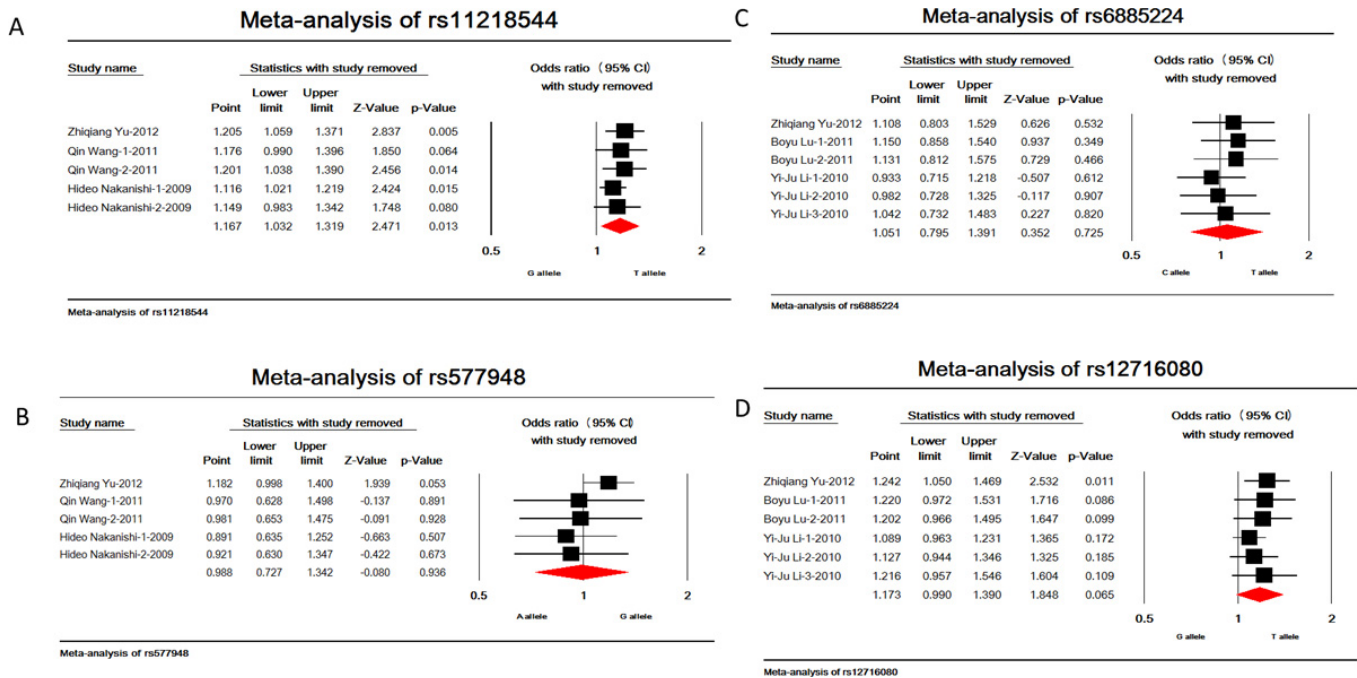 A
Meta-analysis of rs11218544
Study name Statistics with study removed Odds ratio (95% CI)
with study removed
Lower Upper
Point limit limit Z-Value p-Value
Zhiqiang Yu-2012 1.205 1.059 1.371 2.837 0.005
Qin Wang-1-2011 1.176 0.990 1.396 1.850 0.064
Qin Wang-2-2011 1.201 1.038 1.390 2.456 0.014
Hideo Nakanishi-1-2009 1.116 1.021 1.219 2.424 0.015
Hideo Nakanishi-2-2009 1.149 0.983 1.342 1.748 0.080
1.167 1.032 1.319 2.471 0.013
0.5 1 2
G allele T allele
Meta-analysis of rs11218544
B
Meta-analysis of rs577948
Study name Statistics with study removed Odds ratio (95% CI)
with study removed
Lower Upper
Point limit limit Z-Value p-Value
Zhiqiang Yu-2012 1.182 0.998 1.400 1.939 0.053
Qin Wang-1-2011 0.970 0.628 1.498 -0.137 0.891
Qin Wang-2-2011 0.981 0.653 1.475 -0.091 0.928
Hideo Nakanishi-1-2009 0.891 0.635 1.252 -0.663 0.507
Hideo Nakanishi-2-2009 0.921 0.630 1.347 -0.422 0.673
0.988 0.727 1.342 -0.080 0.936
0.5 1 2
A allele G allele
Meta-analysis of rs577948
C
Meta-analysis of rs6885224
Study name Statistics with study removed Odds ratio (95% CI)
with study removed
Lower Upper
Point limit limit Z-Value p-Value
Zhiqiang Yu-2012 1.108 0.803 1.529 0.626 0.532
Boyu Lu-1-2011 1.150 0.858 1.540 0.937 0.349
Boyu Lu-2-2011 1.131 0.812 1.575 0.729 0.466
Yi-Ju Li-1-2010 0.933 0.715 1.218 -0.507 0.612
Yi-Ju Li-2-2010 0.982 0.728 1.325 -0.117 0.907
Yi-Ju Li-3-2010 1.042 0.732 1.483 0.227 0.820
1.051 0.795 1.391 0.352 0.725
0.5 1 2
C allele T allele
Meta-analysis of rs6885224
D
Meta-analysis of rs12716080
Study name Statistics with study removed Odds ratio (95% CI)
with study removed
Lower Upper
Point limit limit Z-Value p-Value
Zhiqiang Yu-2012 1.242 1.050 1.469 2.532 0.011
Boyu Lu-1-2011 1.220 0.972 1.531 1.716 0.086
Boyu Lu-2-2011 1.202 0.966 1.495 1.647 0.099
Yi-Ju Li-1-2010 1.089 0.963 1.231 1.365 0.172
Yi-Ju Li-2-2010 1.127 0.944 1.346 1.325 0.185
Yi-Ju Li-3-2010 1.216 0.957 1.546 1.604 0.109
1.173 0.990 1.390 1.848 0.065
0.5 1 2
G allele T allele
Meta-analysis of rs12716080